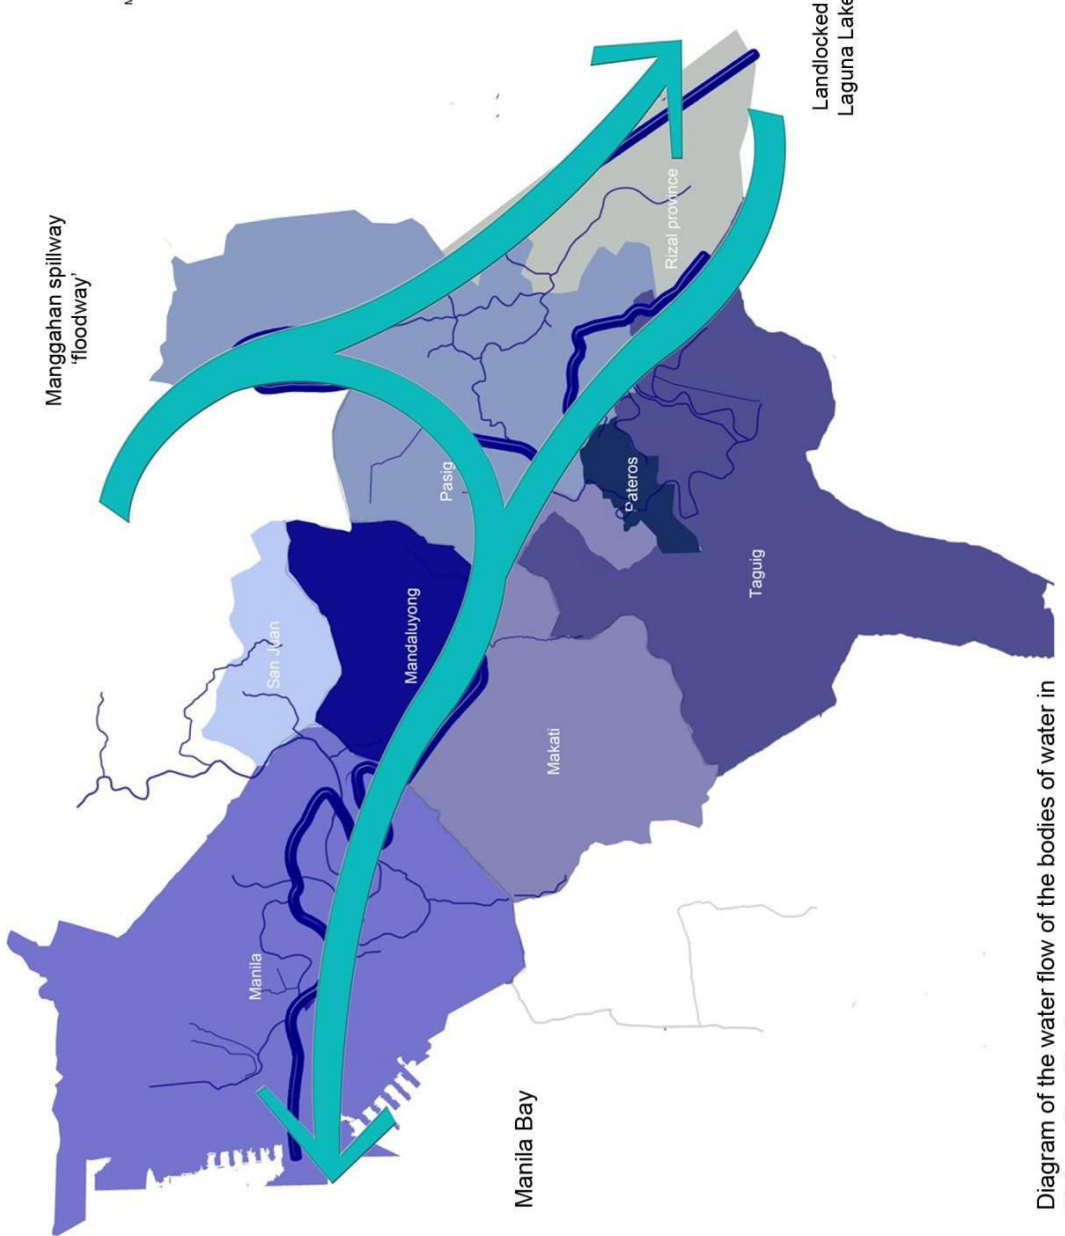 Manggahan spillway
'floodway'
Landlocked
Laguna Lake
Rizal province
Pasig
Pateros
San Juan
Mandaluyong
Taguig
Makati
Manila
Manila Bay
Diagram of the water flow of the bodies of water in